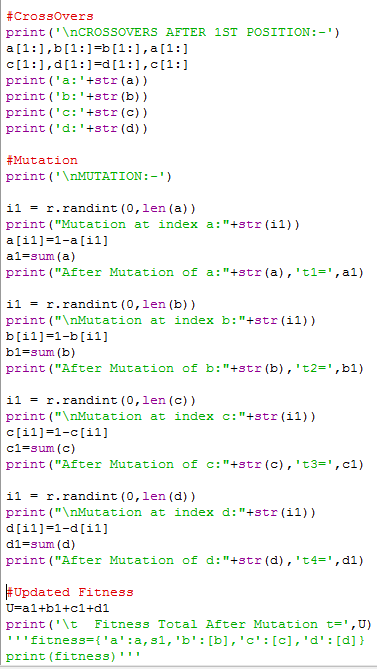 #CrossOvers
print('\nCROSSOVERS AFTER 1ST POSITION:-')
a[1:],b[1:]=b[1:],a[1:]
c[1:],d[1:]=d[1:],c[1:]
print('a:'+str(a))
print('b:'+str(b))
print('c:'+str(c))
print('d:'+str(d))
#Mutation
print('\nMUTATION:-')
i1 = r.randint(0,len(a))
print("Mutation at index a:"+str(i1))
a[i1]=1-a[i1]
a1=sum(a)
print("After Mutation of a:"+str(a),'t1=',a1)
i1 = r.randint(0,len(b))
print("\nMutation at index b:"+str(i1))
b[i1]=1-b[i1]
b1=sum(b)
print("After Mutation of b:"+str(b),'t2=',b1)
i1 = r.randint(0,len(c))
print("\nMutation at index c:"+str(i1))
c[i1]=1-c[i1]
c1=sum(c)
print("After Mutation of c:"+str(c),'t3=',c1)
i1 = r.randint(0,len(d))
print("\nMutation at index d:"+str(i1))
d[i1]=1-d[i1]
d1=sum(d)
print("After Mutation of d:"+str(d),'t4=',d1)
#Updated Fitness
U=a1+b1+c1+d1
print('\t  Fitness Total After Mutation t=',U)
'''fitness={'a':a,s1,'b':[b],'c':[c],'d':[d]}
print(fitness)'''